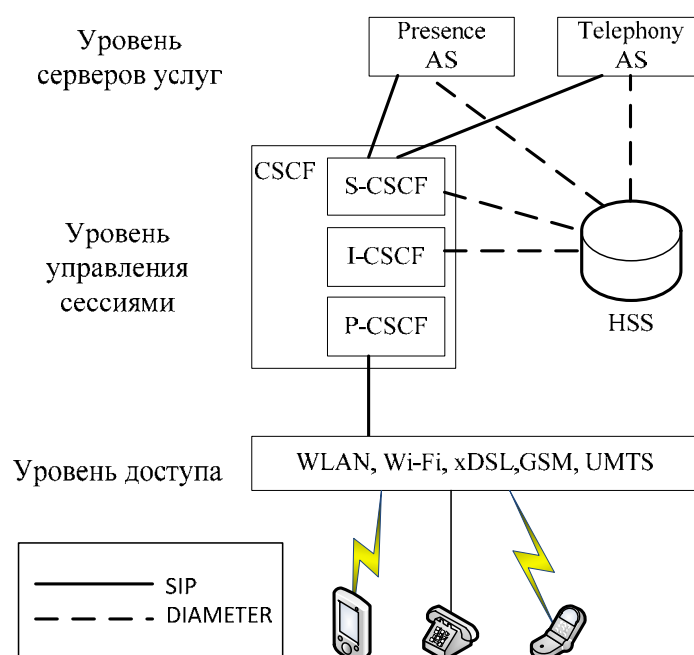 Уровень
серверов услуг
Presence
AS
Telephony
AS
CSCF
S-CSCF
I-CSCF
P-CSCF
Уровень
управления
сессиями
HSS
Уровень доступа
WLAN, Wi-Fi, xDSL,GSM, UMTS
SIP
DIAMETER